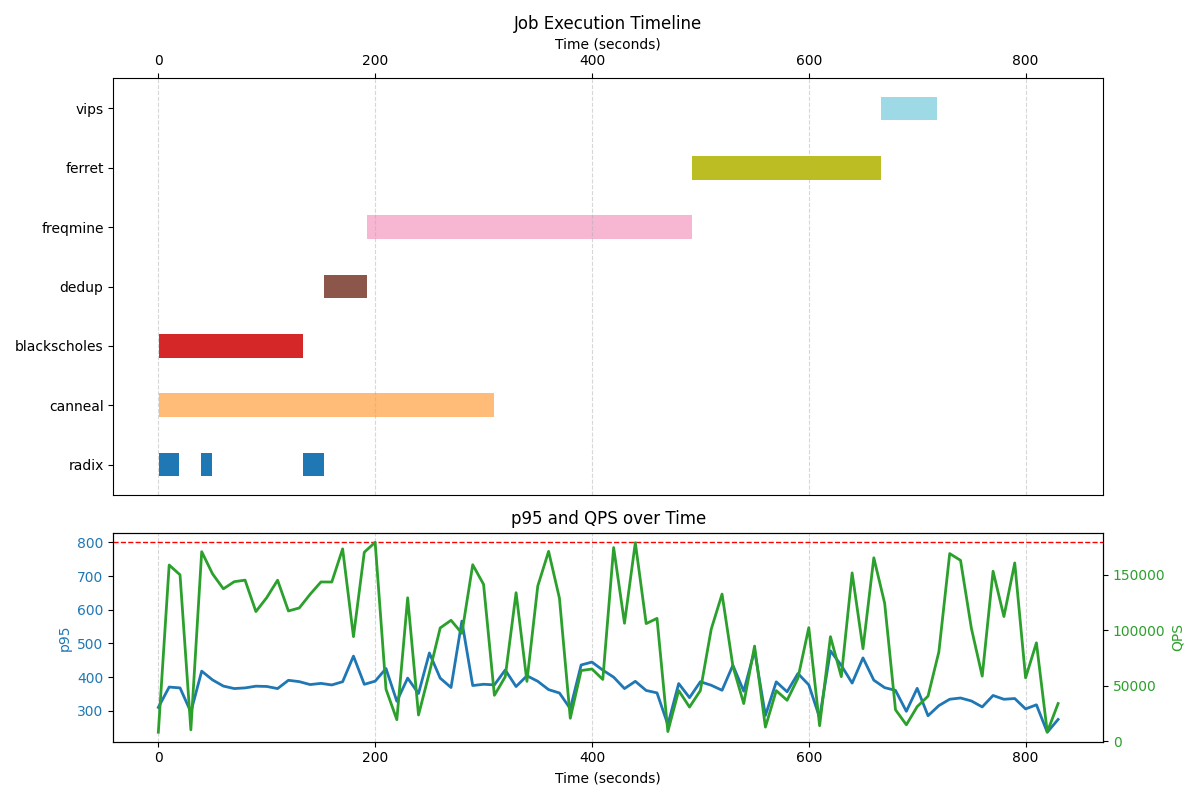 Job Execution Timeline
Time (seconds)
0 200 400 600 800
vips
ferret
freqmine
dedup
blackscholes
canneal
radix
p95 and QPS over Time
800
700
600
500
400
300
p95
150000
100000
50000
0
QPS
0 200 400 600 800
Time (seconds)